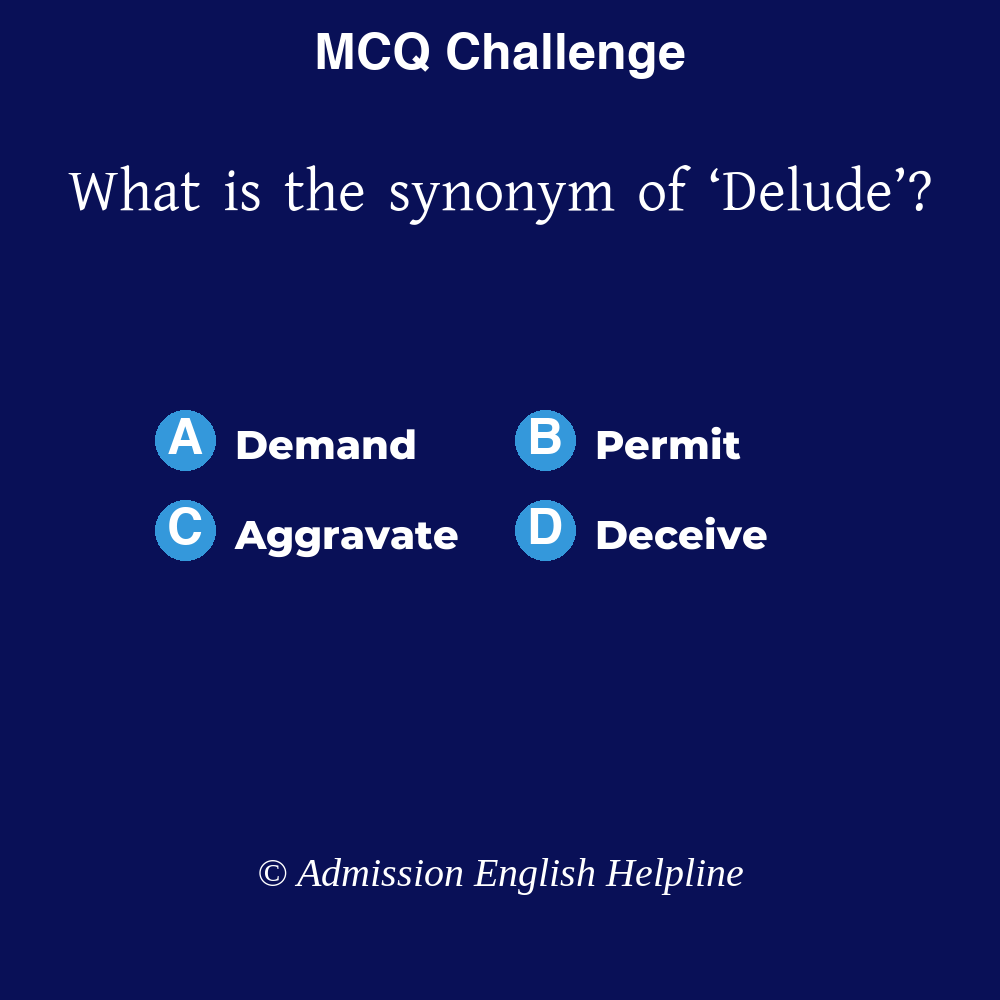 MCQ Challenge
What is the synonym of ‘Delude’?
A Demand B Permit
C Aggravate D Deceive
© Admission English Helpline